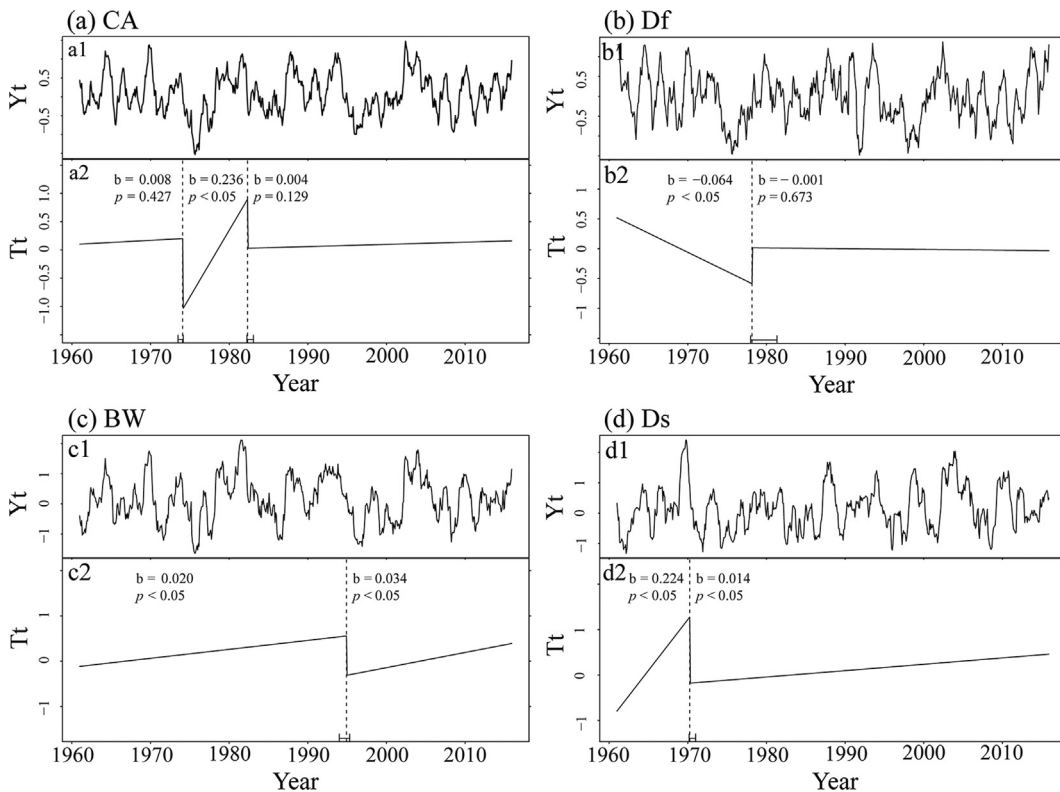 (a) CA
a1
Yt
0.5
−0.5
a2
b = 0.008 b = 0.236 b = 0.004
p = 0.427 p < 0.05 p = 0.129
Tt
1.0
0.5
0
−0.5
−1.0
1960 1970 1980 1990 2000 2010
Year
(b) Df
b1
Yt
0.5
−0.5
b2
b = −0.064 b = − 0.001
p < 0.05 p = 0.673
Tt
1
0.5
0
−0.5
−1
1960 1970 1980 1990 2000 2010
Year
(c) BW
c1
Yt
1
0
−1
c2
b = 0.020 b = 0.034
p < 0.05 p < 0.05
Tt
1
0
−1
1960 1970 1980 1990 2000 2010
Year
(d) Ds
d1
Yt
2
1
0
−1
d2
b = 0.224 b = 0.014
p < 0.05 p < 0.05
Tt
2
1
0
−1
1960 1970 1980 1990 2000 2010
Year